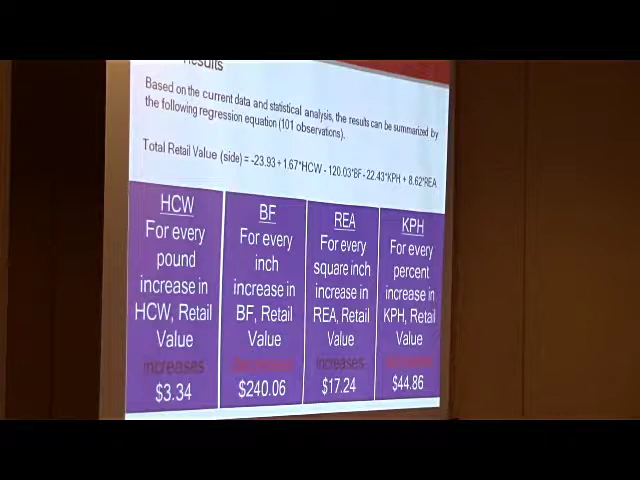 Results
Based on the current data and statistical analysis, the results can be summarized by
the following regression equation (101 observations).
Total Retail Value (side) = -23.93 + 1.67*HCW - 120.03*BF - 22.43*KPH + 8.62*REA
HCW
For every
pound
increase in
HCW, Retail
Value
increases
$3.34
BF
For every
inch
increase in
BF, Retail
Value
$240.06
REA
For every
square inch
increase in
REA, Retail
Value
increases
$17.24
KPH
For every
percent
increase in
KPH, Retail
Value
$44.86